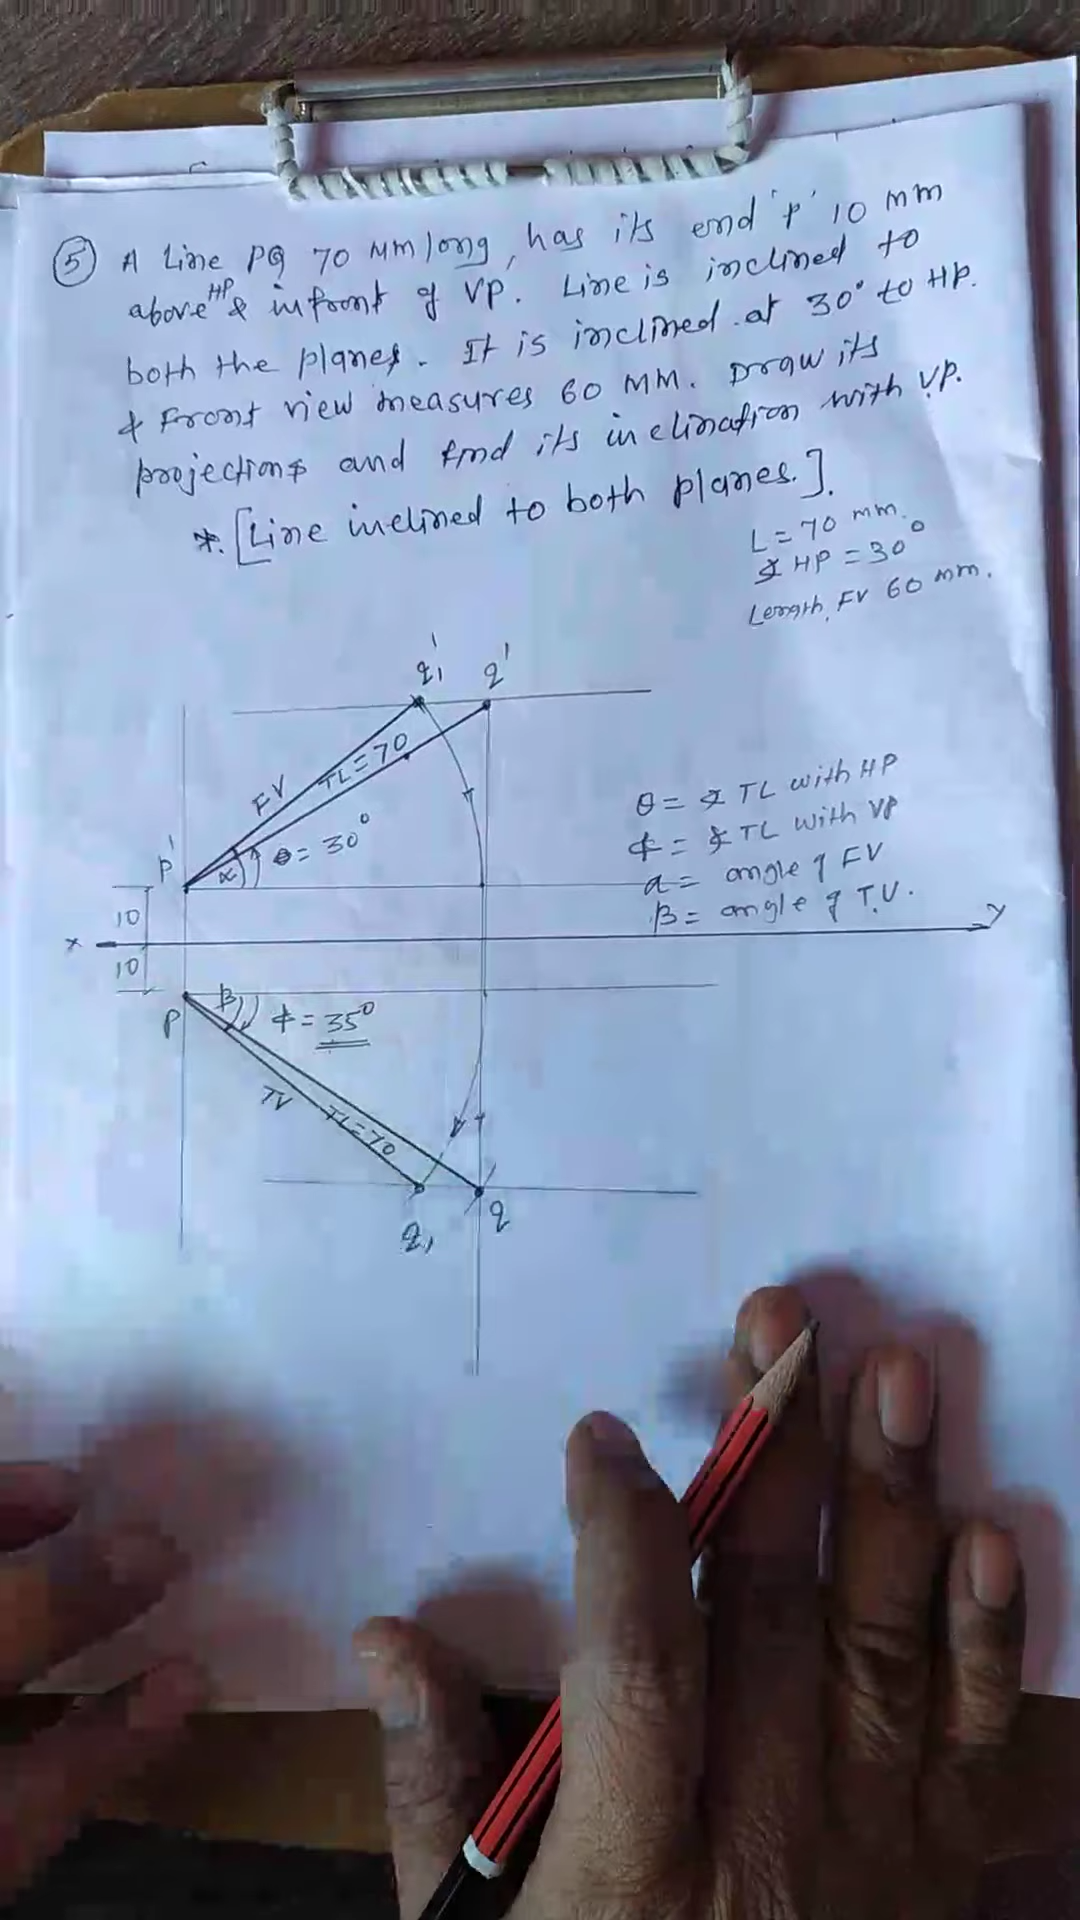 5 A Line PQ 70 MM long, has its end 'P' 10 mm
above HP & infront of VP. Line is inclined to
both the planes. It is inclined at 30° to HP.
& Front view measures 60 MM. Draw its
projections and find its inclination with VP.
*. [Line inclined to both planes.].
L = 70 mm.
∡ HP = 30°
Length, FV 60 mm.
q₁' q'
FV TL = 70
P' α θ = 30°
θ = ∡ TL with HP
ϕ = ∡ TL with VP
α = angle of FV
β = angle of T.V.
10
x y
10
P β ϕ = 35°
TV TL = 70
q₁ q